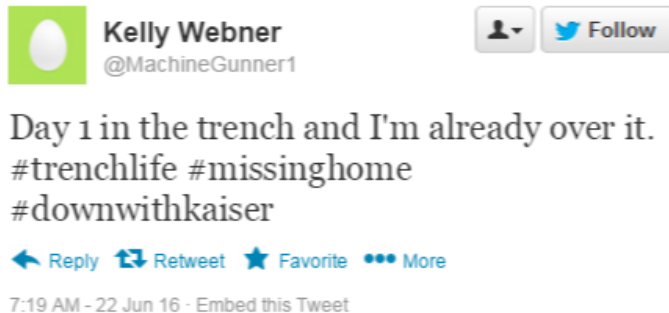 Kelly Webner
Follow
@MachineGunner1
Day 1 in the trench and I'm already over it.
#trenchlife #missinghome
#downwithkaiser
Reply Retweet Favorite More
7:19 AM - 22 Jun 16 · Embed this Tweet